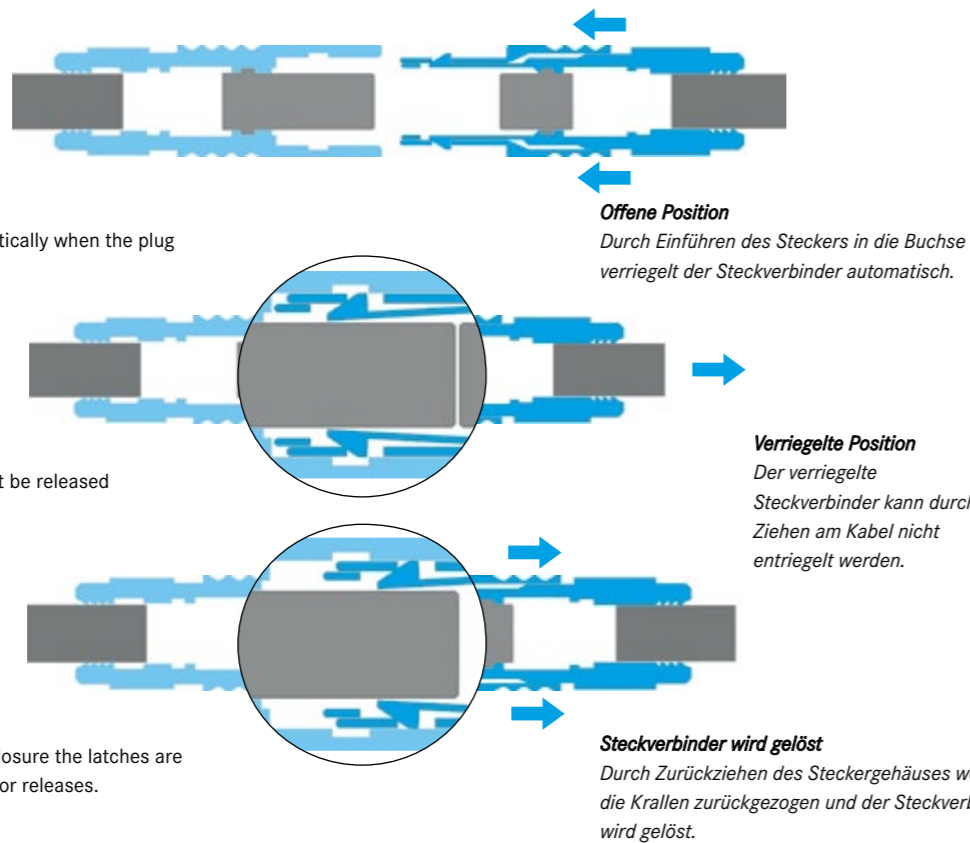 Offene Position
tically when the plug
Durch Einführen des Steckers in die Buchse
verriegelt der Steckverbinder automatisch.
Verriegelte Position
Der verriegelte
t be released
Steckverbinder kann durch
Ziehen am Kabel nicht
entriegelt werden.
Steckverbinder wird gelöst
losure the latches are
Durch Zurückziehen des Steckergehäuses we
or releases.
die Krallen zurückgezogen und der Steckverb
wird gelöst.